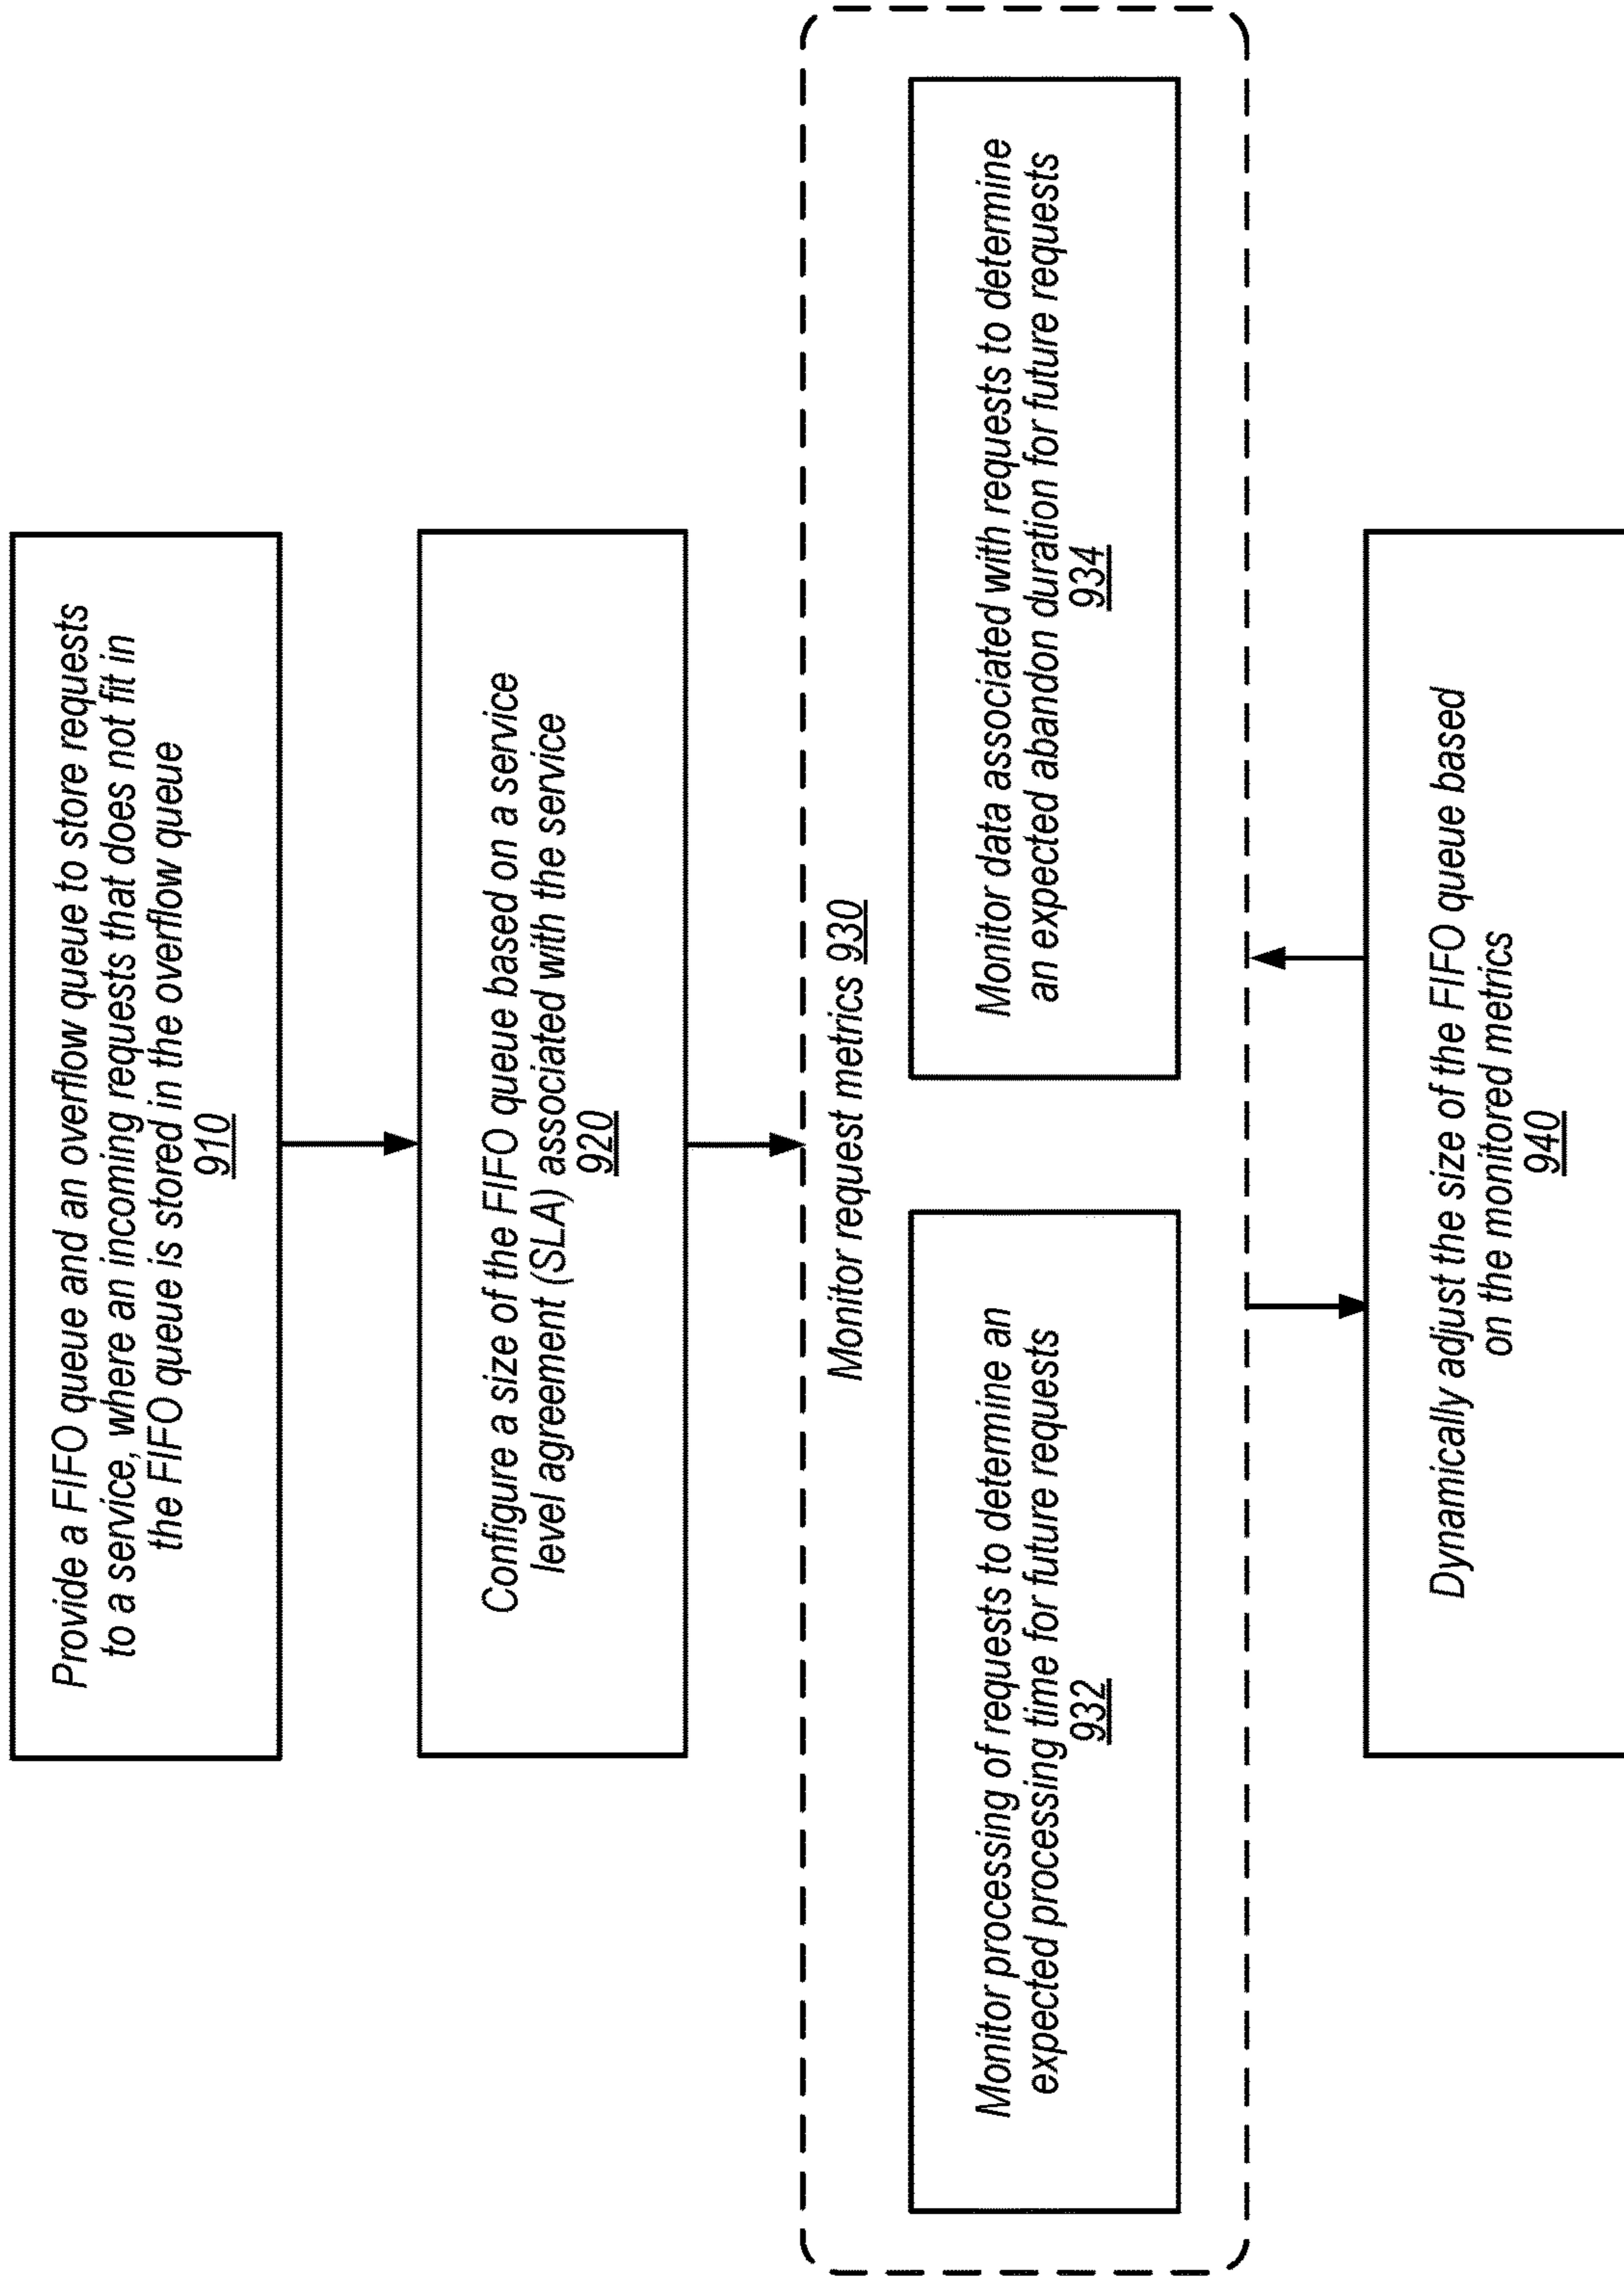 Provide a FIFO queue and an overflow queue to store requests
to a service, where an incoming requests that does not fit in
the FIFO queue is stored in the overflow queue
910
Configure a size of the FIFO queue based on a service
level agreement (SLA) associated with the service
920
Monitor request metrics 930
Monitor processing of requests to determine an
expected processing time for future requests
932
Monitor data associated with requests to determine
an expected abandon duration for future requests
934
Dynamically adjust the size of the FIFO queue based
on the monitored metrics
940